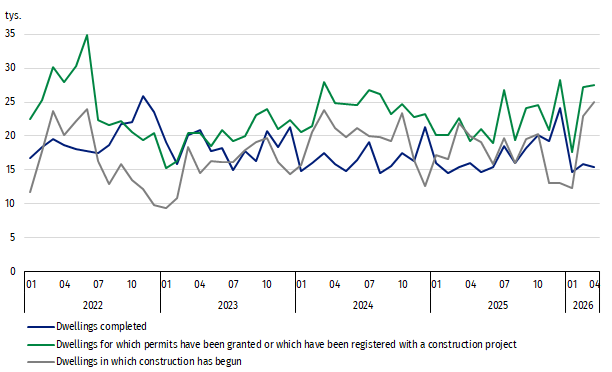 tys.
35
30
25
20
15
10
5
0
01 04 07 10 01 04 07 10 01 04 07 10 01 04 07 10 01 04
2022 2023 2024 2025 2026
Dwellings completed
Dwellings for which permits have been granted or which have been registered with a construction project
Dwellings in which construction has begun